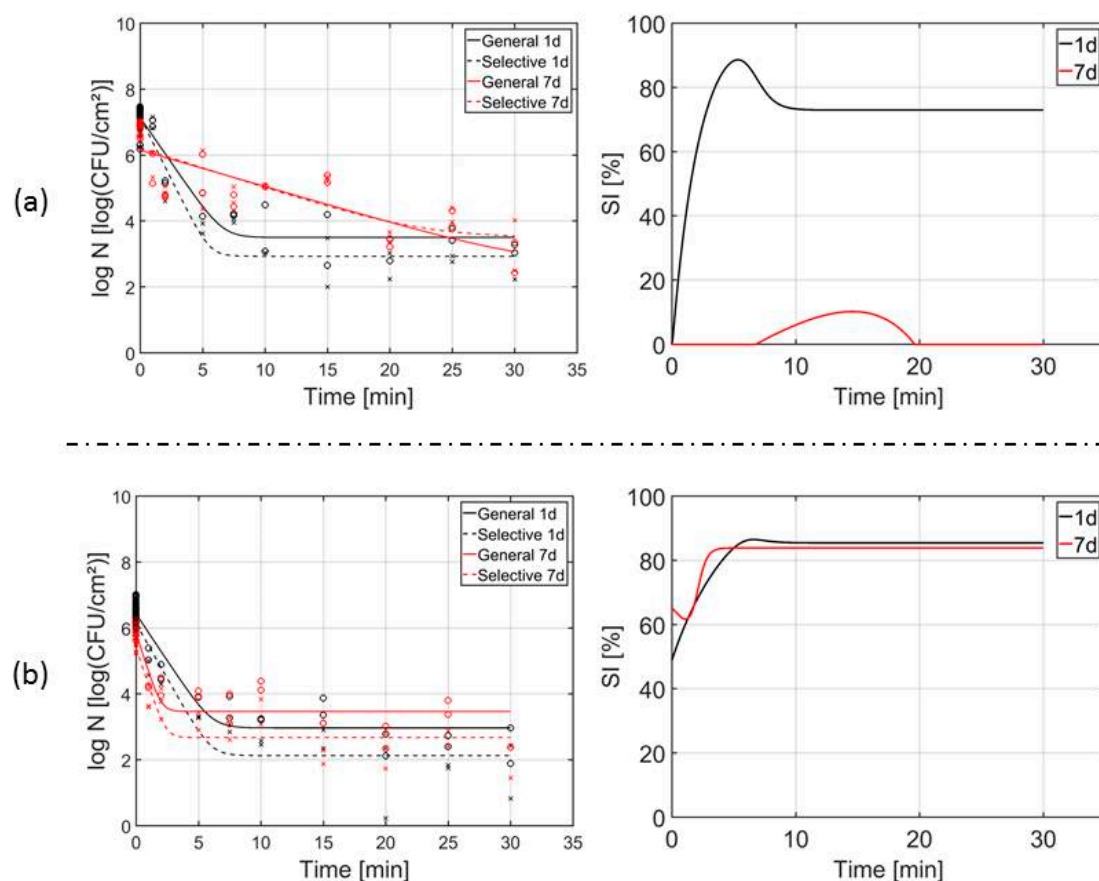 (a)
log N [log(CFU/cm²)]
10
8
6
4
2
0
0 5 10 15 20 25 30 35
Time [min]
General 1d
Selective 1d
General 7d
Selective 7d
SI [%]
100
80
60
40
20
0
0 10 20 30
Time [min]
1d
7d
(b)
log N [log(CFU/cm²)]
10
8
6
4
2
0
0 5 10 15 20 25 30 35
Time [min]
General 1d
Selective 1d
General 7d
Selective 7d
SI [%]
100
80
60
40
20
0
0 10 20 30
Time [min]
1d
7d